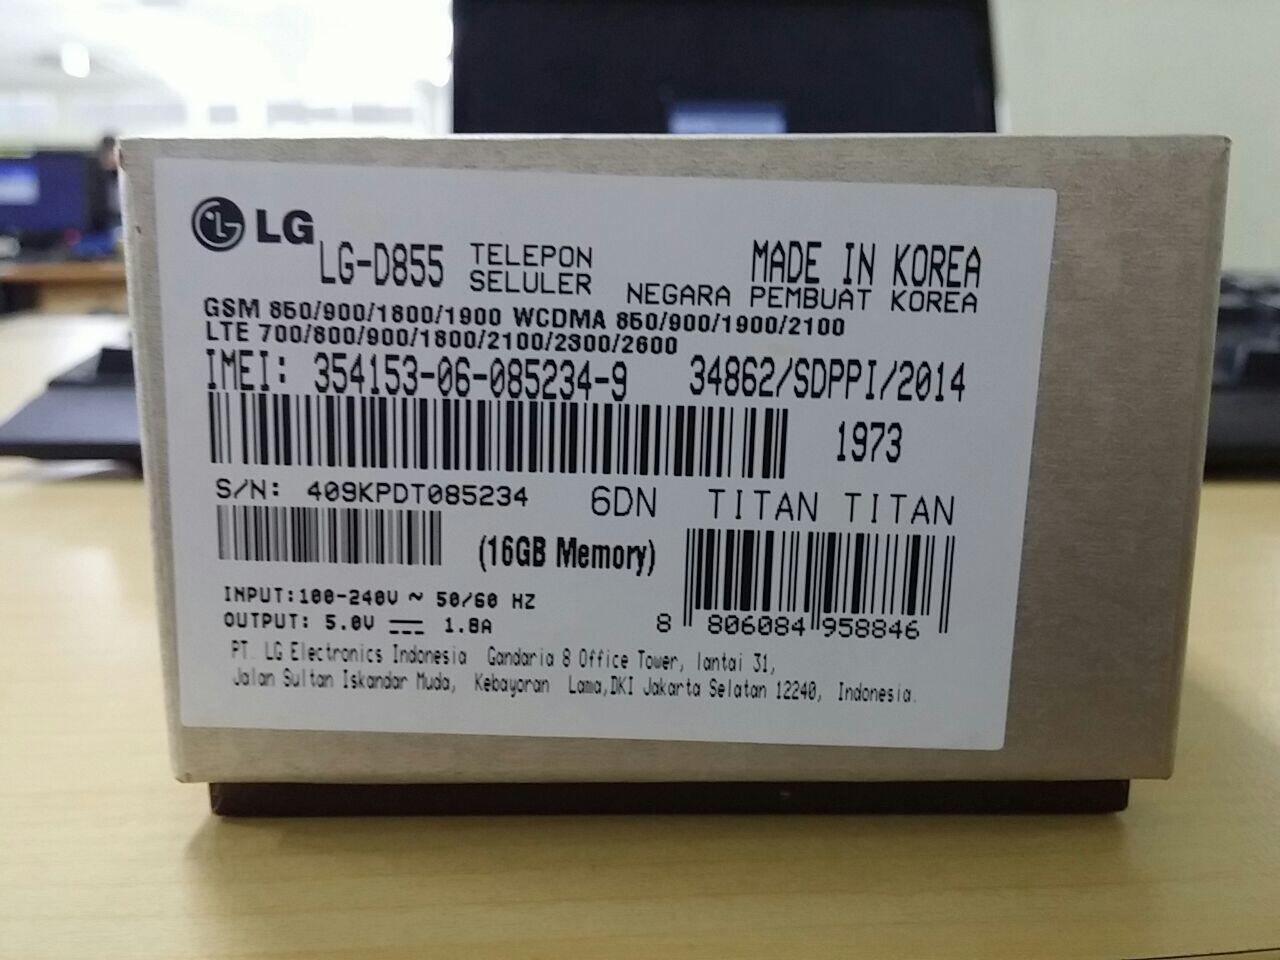 LG
LG-D855 TELEPON SELULER MADE IN KOREA
NEGARA PEMBUAT KOREA
GSM 850/900/1800/1900 WCDMA 850/900/1900/2100
LTE 700/800/900/1800/2100/2300/2600
IMEI: 354153-06-085234-9 34862/SDPPI/2014
1973
S/N: 409KPDT085234 6DN TITAN TITAN
(16GB Memory)
INPUT:100-240V ~ 50/60 HZ
OUTPUT: 5.0V ⎓ 1.8A
8 806084 958846
PT. LG Electronics Indonesia Gandaria 8 Office Tower, lantai 31,
Jalan Sultan Iskandar Muda, Kebayoran Lama,DKI Jakarta Selatan 12240, Indonesia.